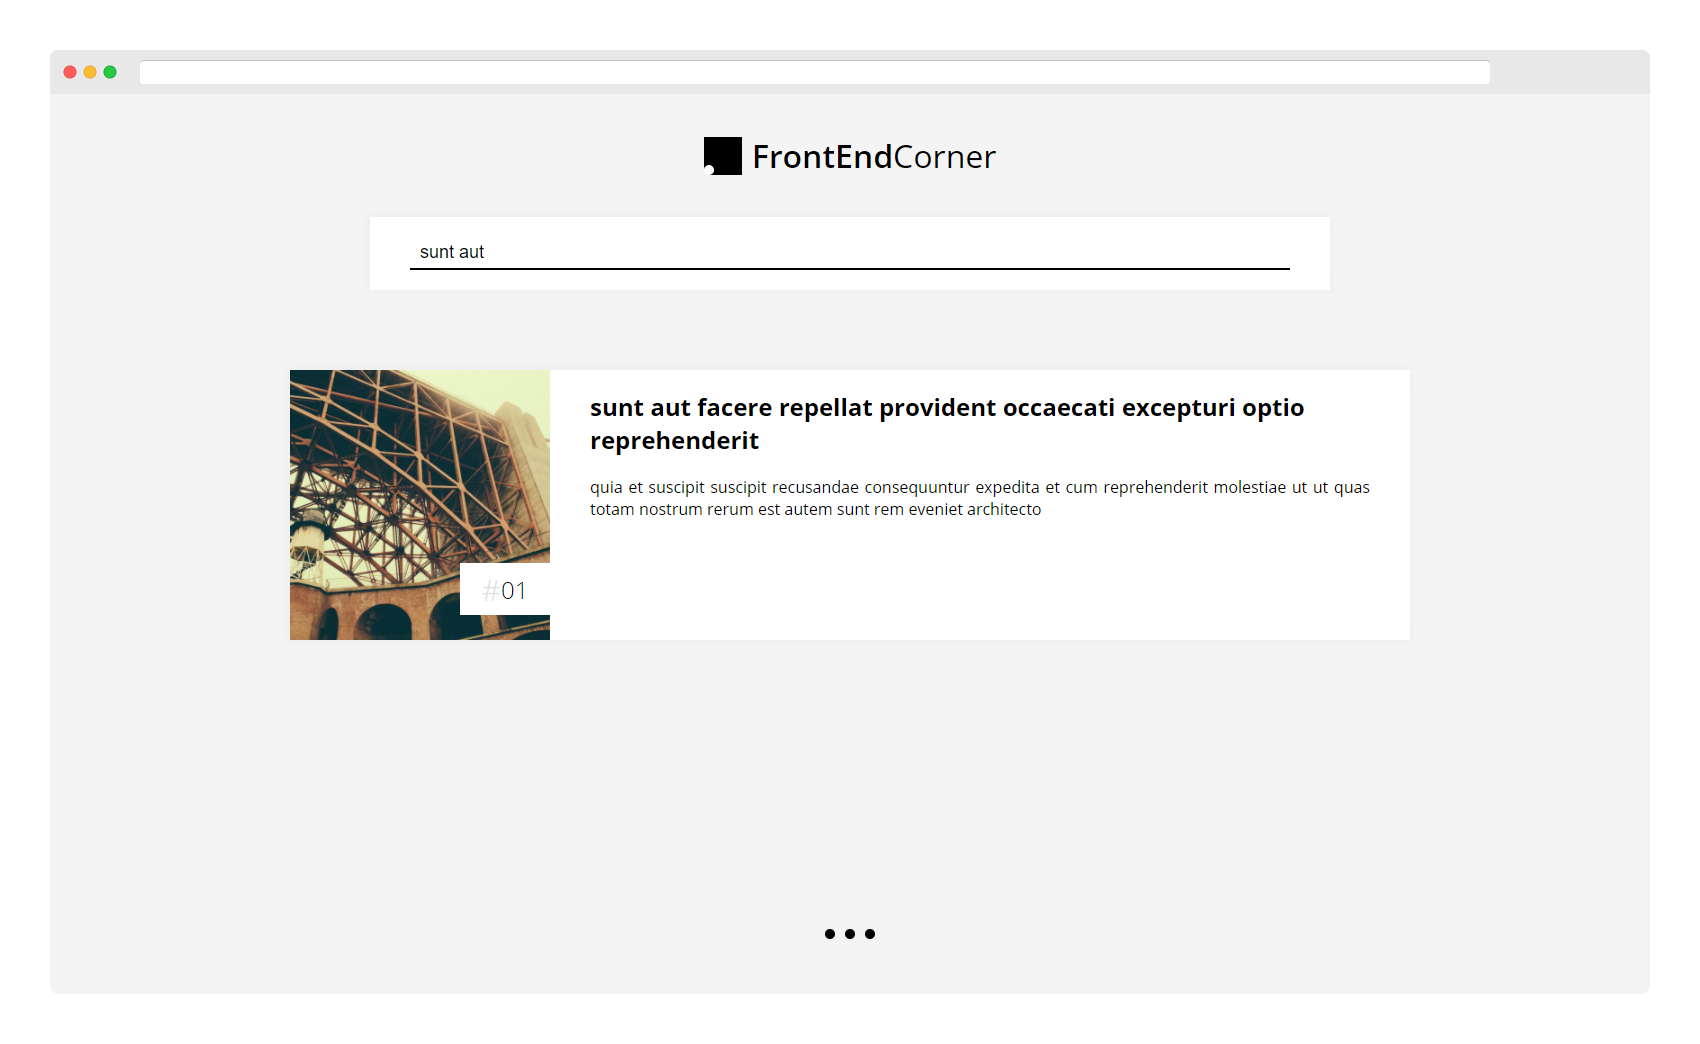 FrontEndCorner
sunt aut
sunt aut facere repellat provident occaecati excepturi optio
reprehenderit
quia et suscipit suscipit recusandae consequuntur expedita et cum reprehenderit molestiae ut ut quas
totam nostrum rerum est autem sunt rem eveniet architecto
#01